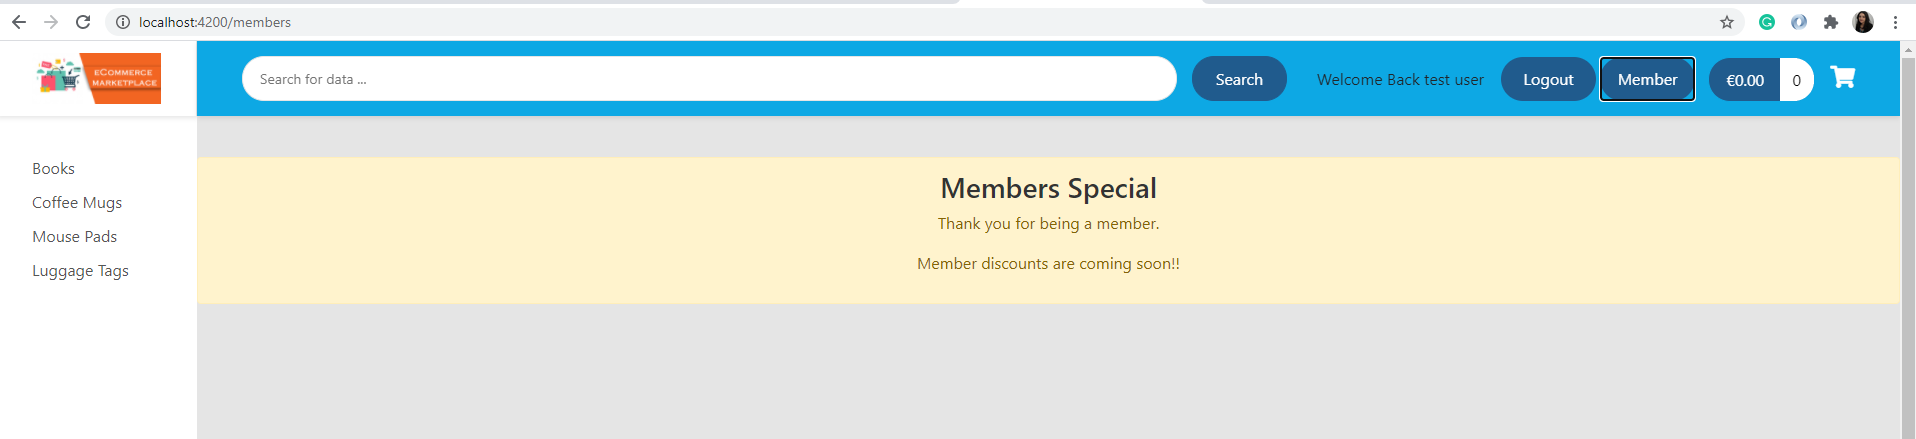 localhost:4200/members
eCommerce
Marketplace
Search for data ...
Search
Welcome Back test user
Logout
Member
€0.00
0
Books
Coffee Mugs
Mouse Pads
Luggage Tags
Members Special
Thank you for being a member.
Member discounts are coming soon!!